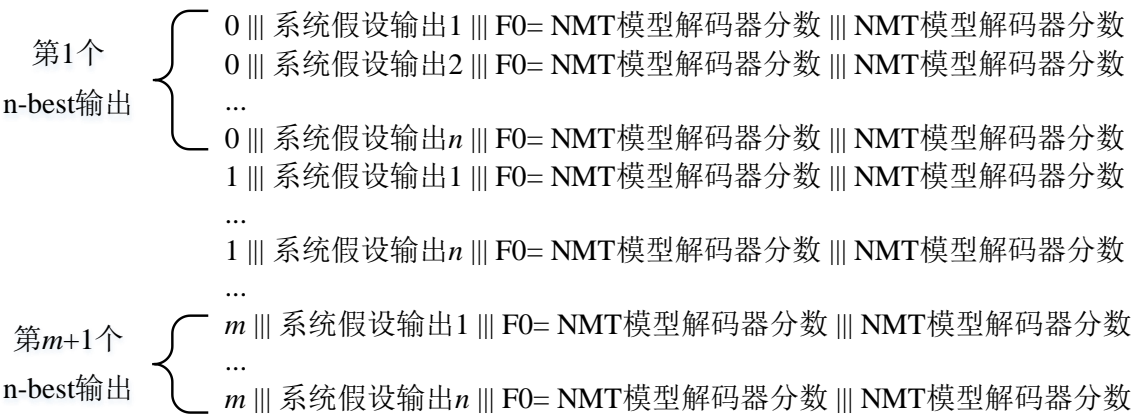 第1个
n-best输出
0 ||| 系统假设输出1 ||| F0= NMT模型解码器分数 ||| NMT模型解码器分数
0 ||| 系统假设输出2 ||| F0= NMT模型解码器分数 ||| NMT模型解码器分数
...
0 ||| 系统假设输出n ||| F0= NMT模型解码器分数 ||| NMT模型解码器分数
1 ||| 系统假设输出1 ||| F0= NMT模型解码器分数 ||| NMT模型解码器分数
...
1 ||| 系统假设输出n ||| F0= NMT模型解码器分数 ||| NMT模型解码器分数
...
第m+1个
n-best输出
m ||| 系统假设输出1 ||| F0= NMT模型解码器分数 ||| NMT模型解码器分数
...
m ||| 系统假设输出n ||| F0= NMT模型解码器分数 ||| NMT模型解码器分数